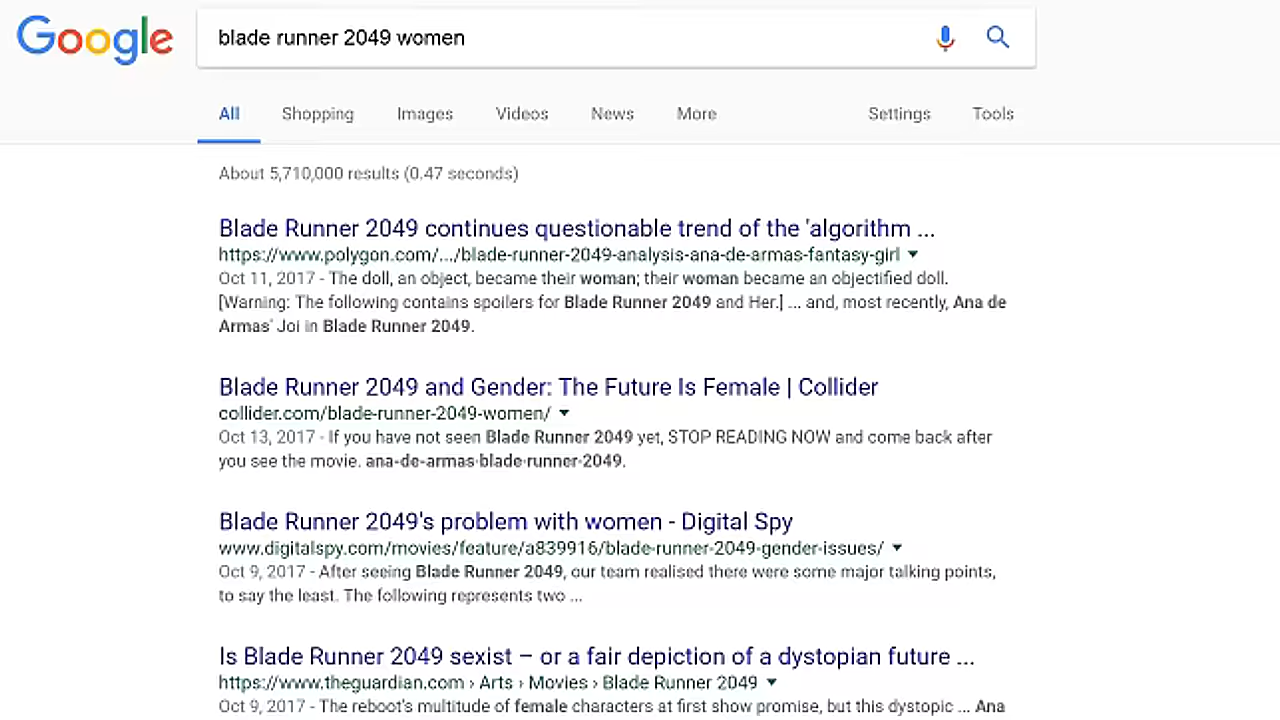 Google
blade runner 2049 women
All Shopping Images Videos News More Settings Tools
About 5,710,000 results (0.47 seconds)
Blade Runner 2049 continues questionable trend of the 'algorithm ...
https://www.polygon.com/.../blade-runner-2049-analysis-ana-de-armas-fantasy-girl
Oct 11, 2017 - The doll, an object, became their woman; their woman became an objectified doll.
[Warning: The following contains spoilers for Blade Runner 2049 and Her.] ... and, most recently, Ana de
Armas' Joi in Blade Runner 2049.
Blade Runner 2049 and Gender: The Future Is Female | Collider
collider.com/blade-runner-2049-women/
Oct 13, 2017 - If you have not seen Blade Runner 2049 yet, STOP READING NOW and come back after
you see the movie. ana-de-armas-blade-runner-2049.
Blade Runner 2049's problem with women - Digital Spy
www.digitalspy.com/movies/feature/a839916/blade-runner-2049-gender-issues/
Oct 9, 2017 - After seeing Blade Runner 2049, our team realised there were some major talking points,
to say the least. The following represents two ...
Is Blade Runner 2049 sexist – or a fair depiction of a dystopian future ...
https://www.theguardian.com › Arts › Movies › Blade Runner 2049
Oct 9, 2017 - The reboot's multitude of female characters at first show promise, but this dystopic ... Ana